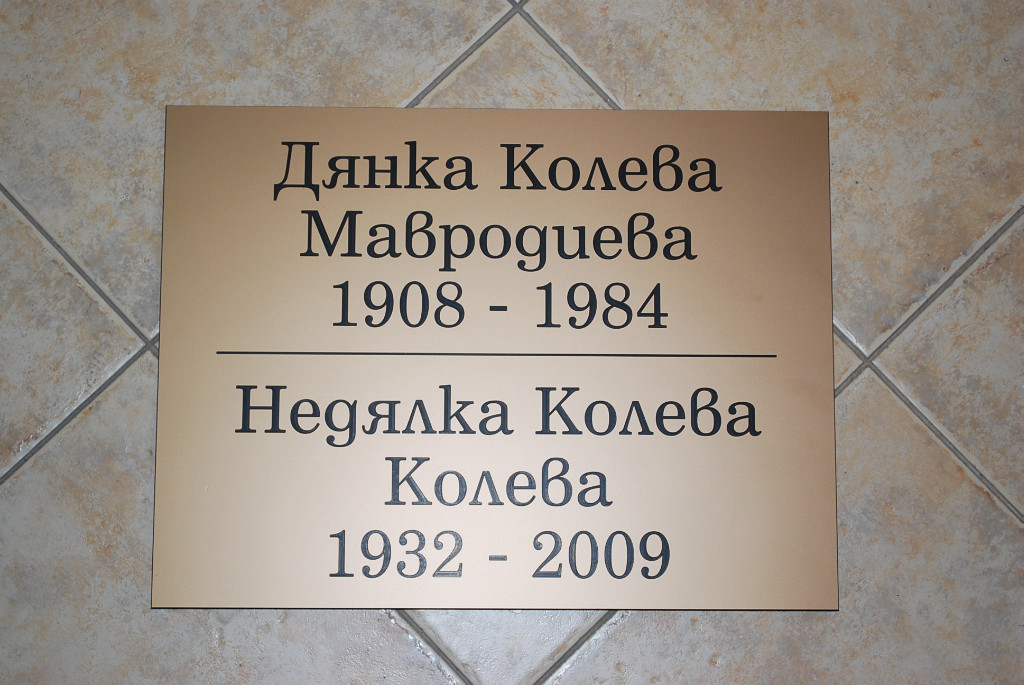 Дянка Колева
Мавродиева
1908 - 1984
Недялка Колева
Колева
1932 - 2009